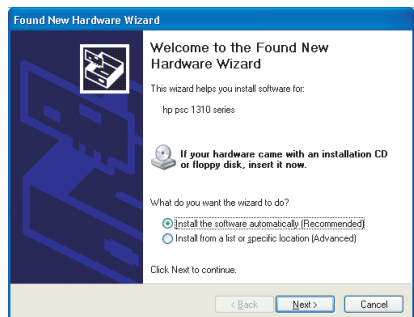 Found New Hardware Wizard
Welcome to the Found New
Hardware Wizard
This wizard helps you install software for:
hp psc 1310 series
If your hardware came with an installation CD
or floppy disk, insert it now.
What do you want the wizard to do?
Install the software automatically (Recommended)
Install from a list or specific location (Advanced)
Click Next to continue.
< Back
Next >
Cancel